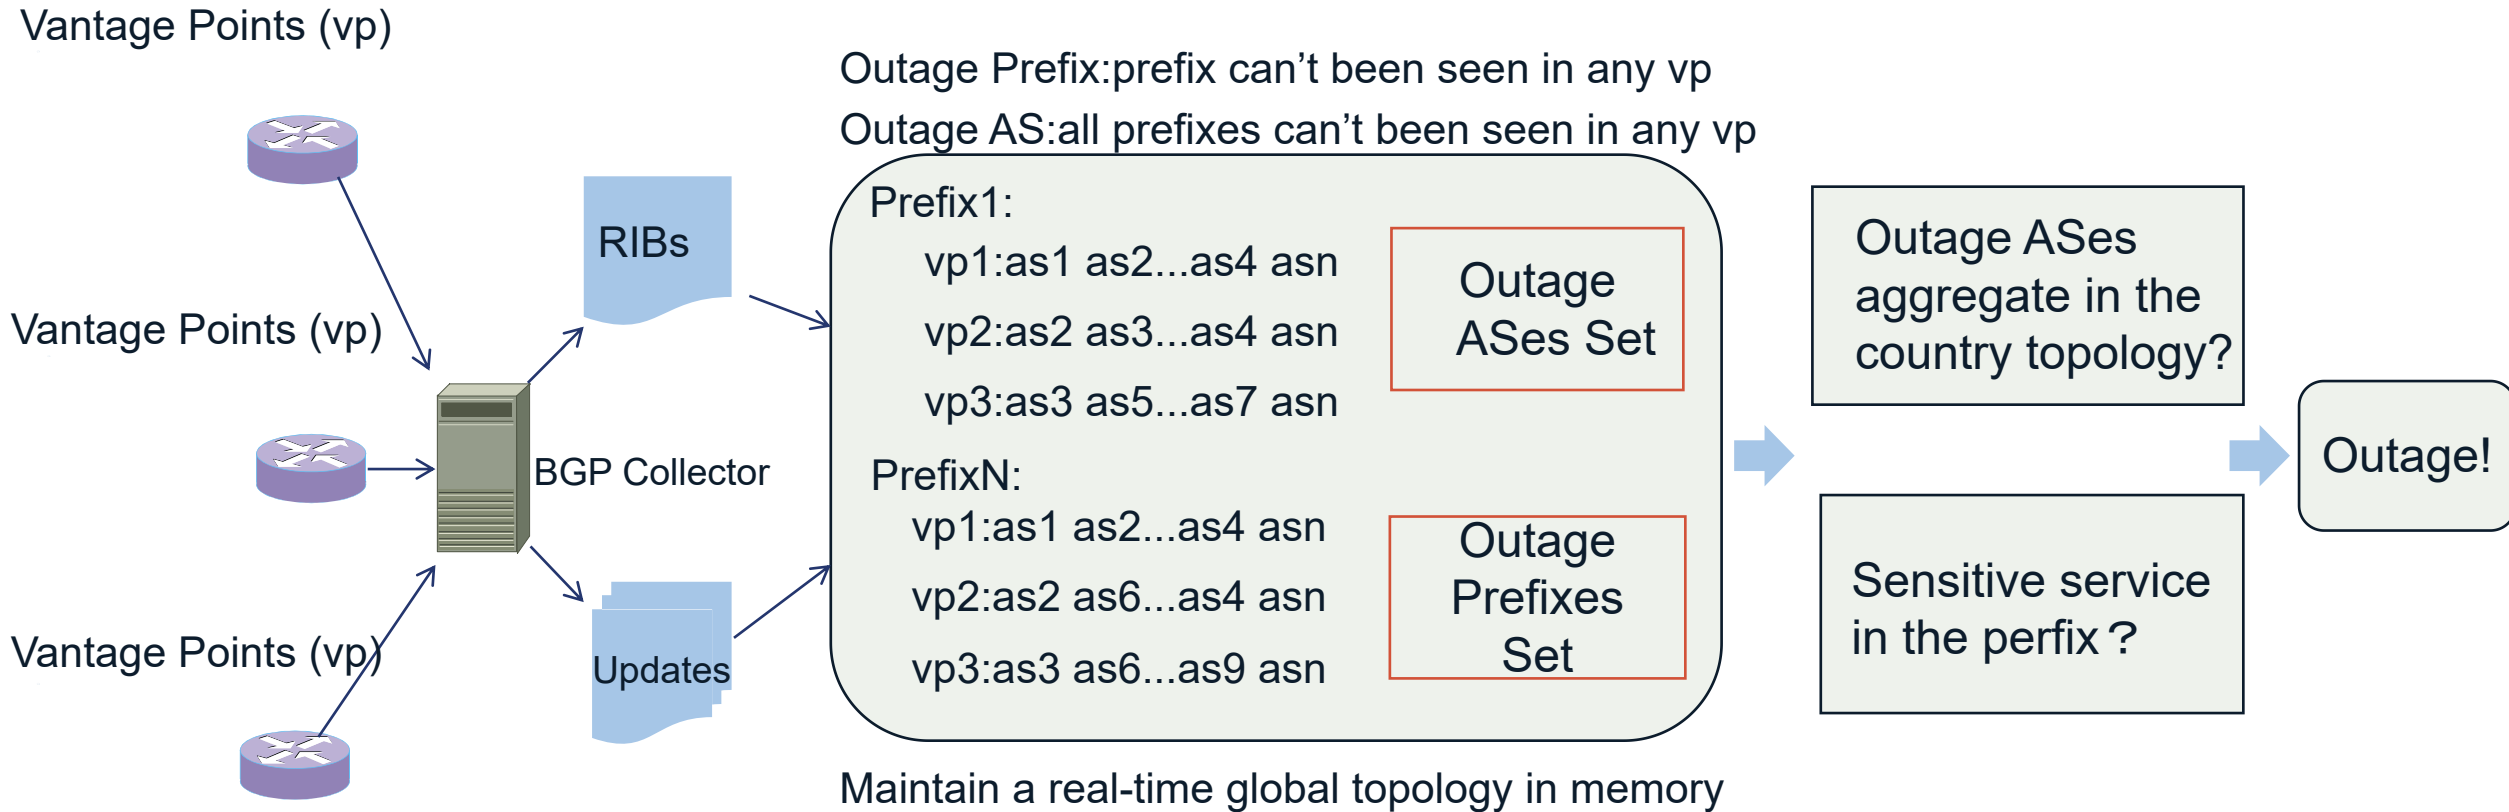 Vantage Points (vp)
Vantage Points (vp)
Vantage Points (vp)
BGP Collector
RIBs
Updates
Outage Prefix:prefix can’t been seen in any vp
Outage AS:all prefixes can’t been seen in any vp
Prefix1:
vp1:as1 as2...as4 asn
vp2:as2 as3...as4 asn
vp3:as3 as5...as7 asn
PrefixN:
vp1:as1 as2...as4 asn
vp2:as2 as6...as4 asn
vp3:as3 as6...as9 asn
Outage
ASes Set
Outage
Prefixes
Set
Maintain a real-time global topology in memory
Outage ASes
aggregate in the
country topology?
Sensitive service
in the perfix？
Outage!